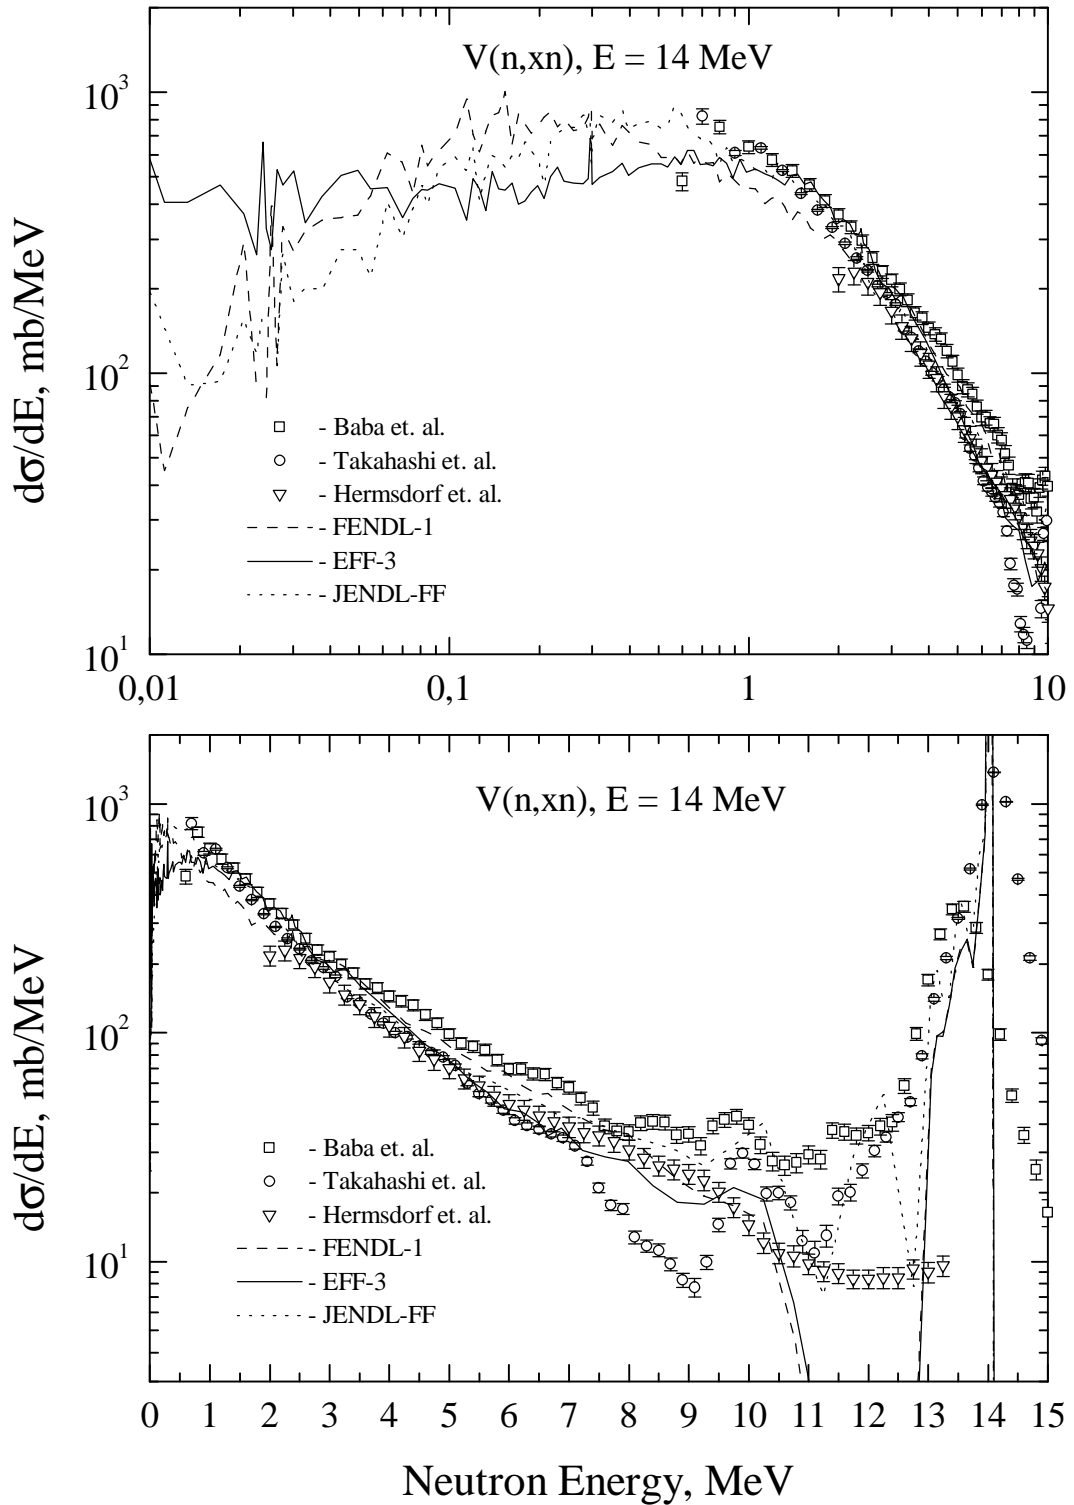 V(n,xn), E = 14 MeV
10³
10²
10¹
dσ/dE, mb/MeV
- Baba et. al.
- Takahashi et. al.
- Hermsdorf et. al.
- FENDL-1
- EFF-3
- JENDL-FF
0,01 0,1 1 10
V(n,xn), E = 14 MeV
10³
10²
10¹
dσ/dE, mb/MeV
- Baba et. al.
- Takahashi et. al.
- Hermsdorf et. al.
- FENDL-1
- EFF-3
- JENDL-FF
0 1 2 3 4 5 6 7 8 9 10 11 12 13 14 15
Neutron Energy, MeV